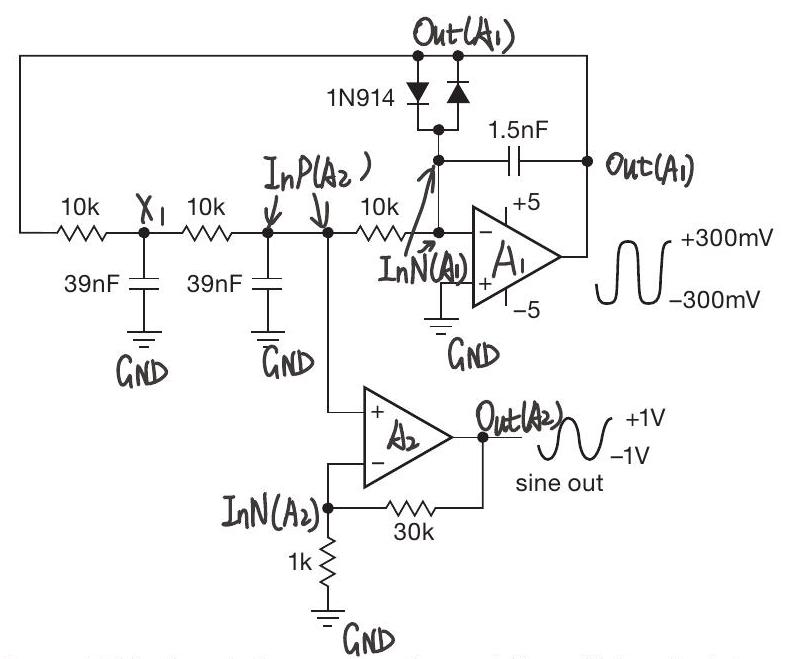 Out(A1)
1N914
1.5nF
InP(A2)
Out(A1)
10k
X1
10k
10k
+5
−
A1
+
InN(A1)
+300mV
−300mV
39nF
39nF
−5
GND
GND
GND
+
A2
−
Out(A2)
+1V
−1V
sine out
InN(A2)
30k
1k
GND